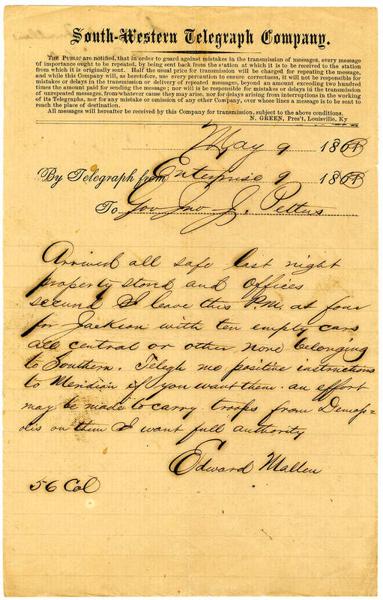 South-Western Telegraph Company.
THE PUBLIC are notified, that in order to guard against mistakes in the transmission of messages, every message
of importance ought to be repeated, by being sent back from the station at which it is to be received to the station
from which it is originally sent. Half the usual price for transmission will be charged for repeating the message,
and while this Company will, as heretofore, use every precaution to ensure correctness, it will not be responsible for
mistakes or delays in the transmission or delivery of repeated messages, beyond an amount exceeding two hundred
times the amount paid for sending the message; nor will it be responsible for mistakes or delays in the transmission
of unrepeated messages, from whatever cause they may arise, nor for delays arising from interruptions in the working
of its Telegraphs, nor for any mistake or omission of any other Company, over whose lines a message is to be sent to
reach the place of destination.
All messages will hereafter be received by this Company for transmission, subject to the above conditions.
N. GREEN, Pres't, Louisville, Ky
May 9 186
By Telegraph from Enterprise 9 186
To Gov Jno J. Pettus
Arrived all safe last night
property stored and offices
secured I leave this P.M. at four
for Jackson with ten empty cars
all central or other none belonging
to Southern. Telegh me positive instructions
to Meridian if you want them. an effort
may be made to carry troops from Demop=
olis on them I want full authority
Edward Mallen
56 Col